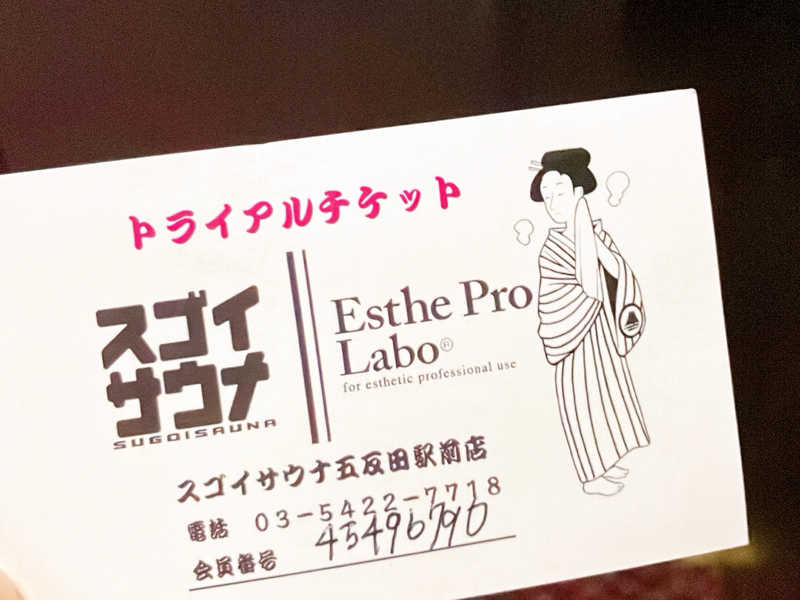 トライアルチケット
スゴイ
サウナ
SUGOISAUNA
Esthe Pro
Labo®
for esthetic professional use
スゴイサウナ五反田駅前店
電話 03-5422-7718
会員番号 45496796